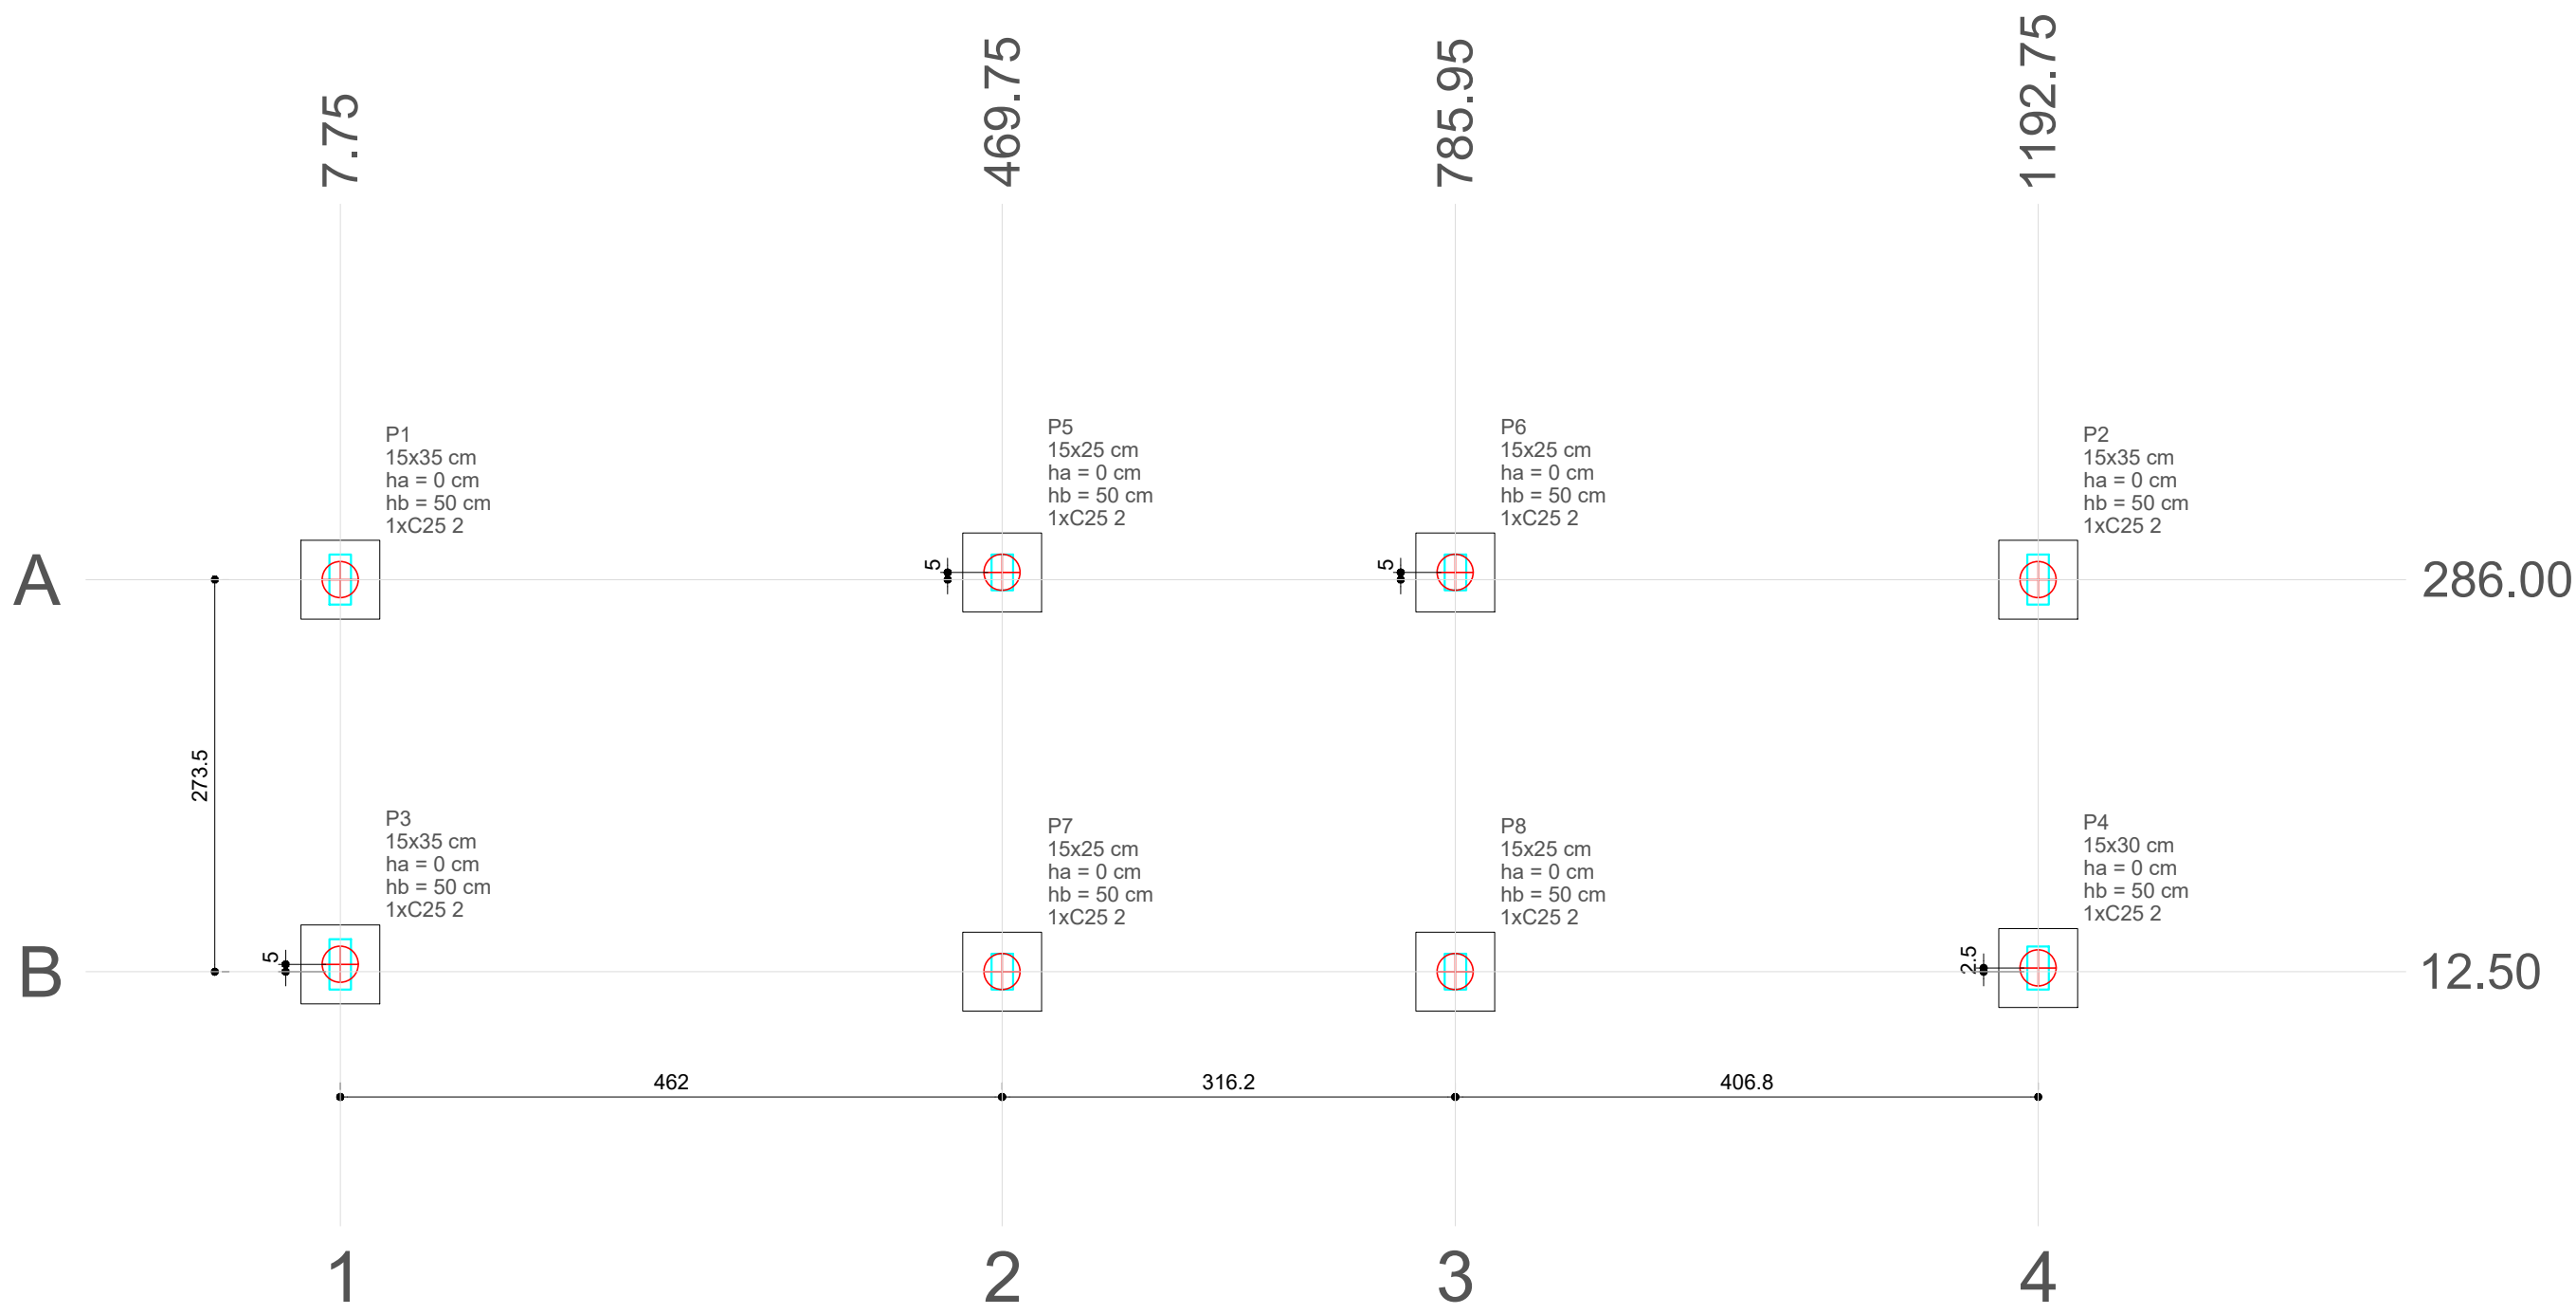 7.75
469.75
785.95
1192.75
P1
15x35 cm
ha = 0 cm
hb = 50 cm
1xC25 2
P5
15x25 cm
ha = 0 cm
hb = 50 cm
1xC25 2
P6
15x25 cm
ha = 0 cm
hb = 50 cm
1xC25 2
P2
15x35 cm
ha = 0 cm
hb = 50 cm
1xC25 2
A
5
5
286.00
273.5
P3
15x35 cm
ha = 0 cm
hb = 50 cm
1xC25 2
P7
15x25 cm
ha = 0 cm
hb = 50 cm
1xC25 2
P8
15x25 cm
ha = 0 cm
hb = 50 cm
1xC25 2
P4
15x30 cm
ha = 0 cm
hb = 50 cm
1xC25 2
B
5
2.5
12.50
462
316.2
406.8
1
2
3
4